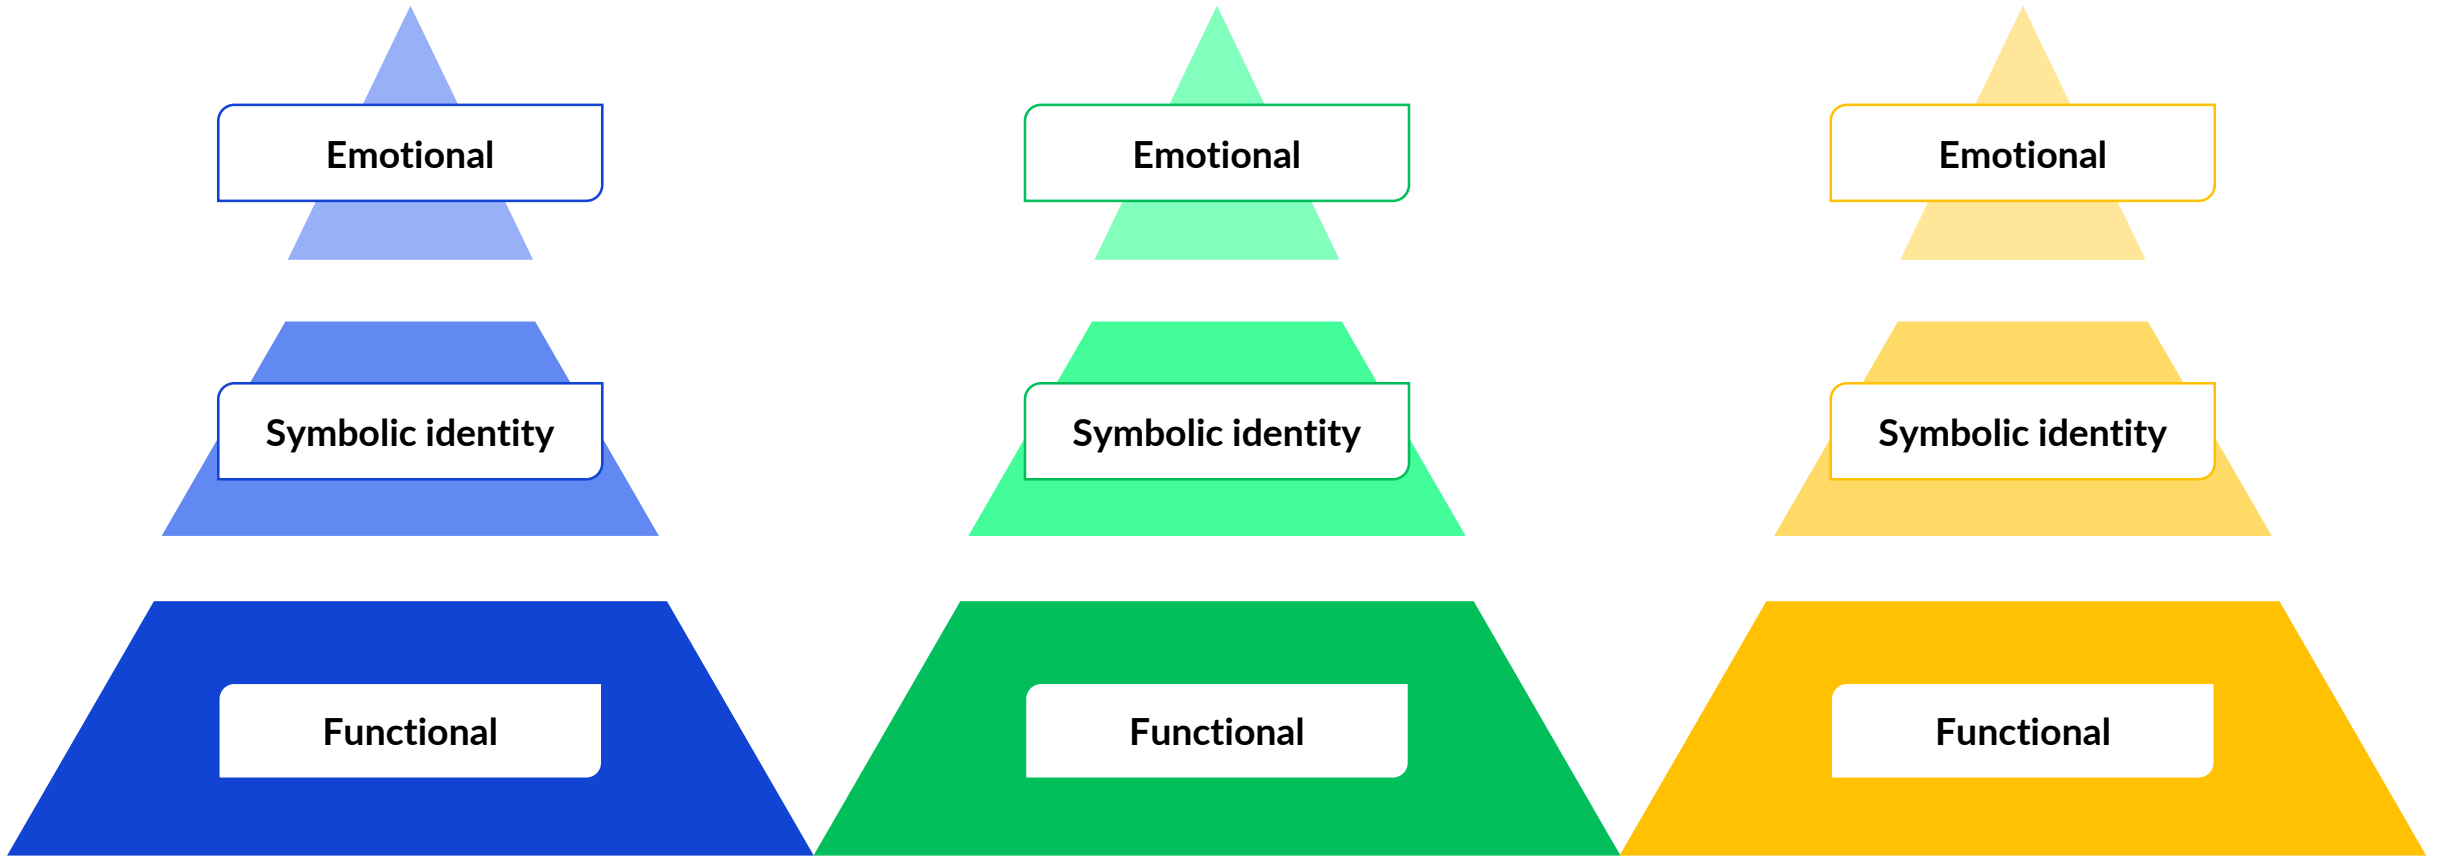 Emotional
Emotional
Emotional
Symbolic identity
Symbolic identity
Symbolic identity
Functional
Functional
Functional